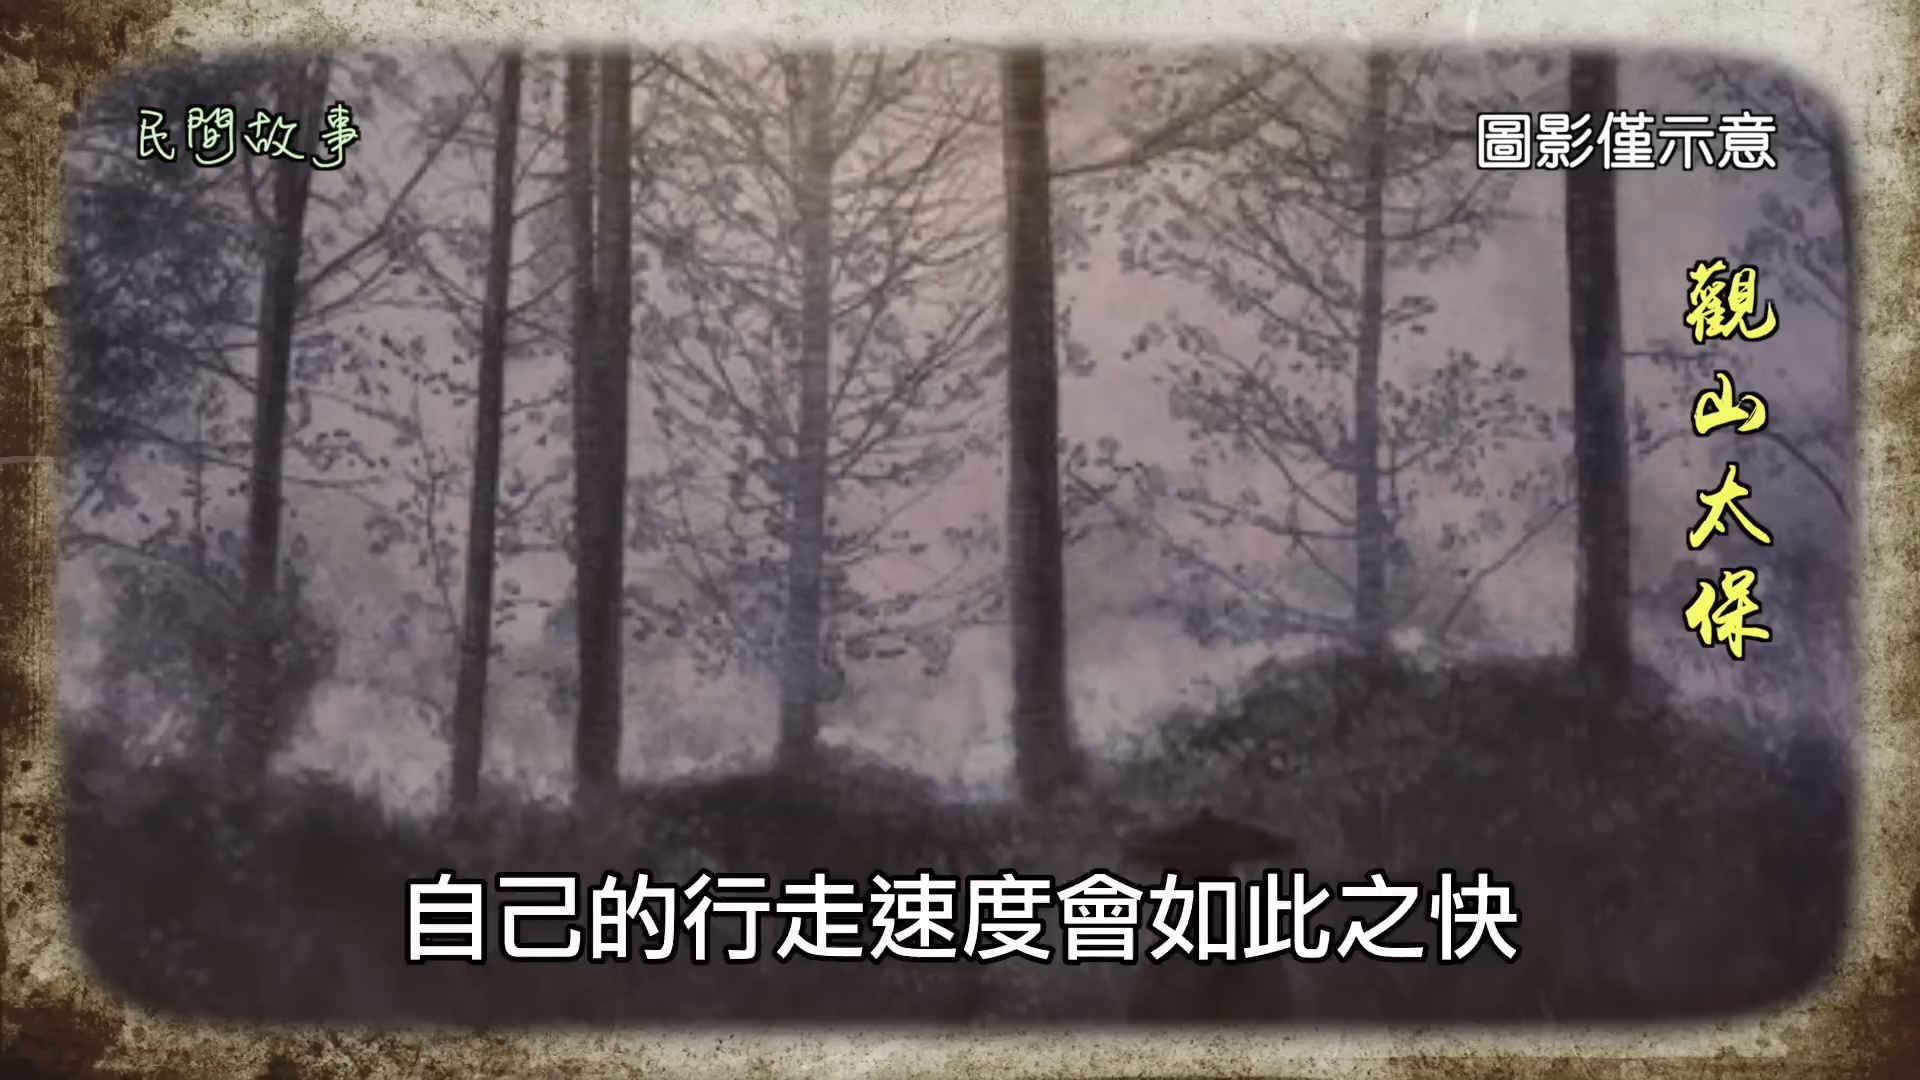 民間故事
圖影僅示意
觀山太保
自己的行走速度會如此之快